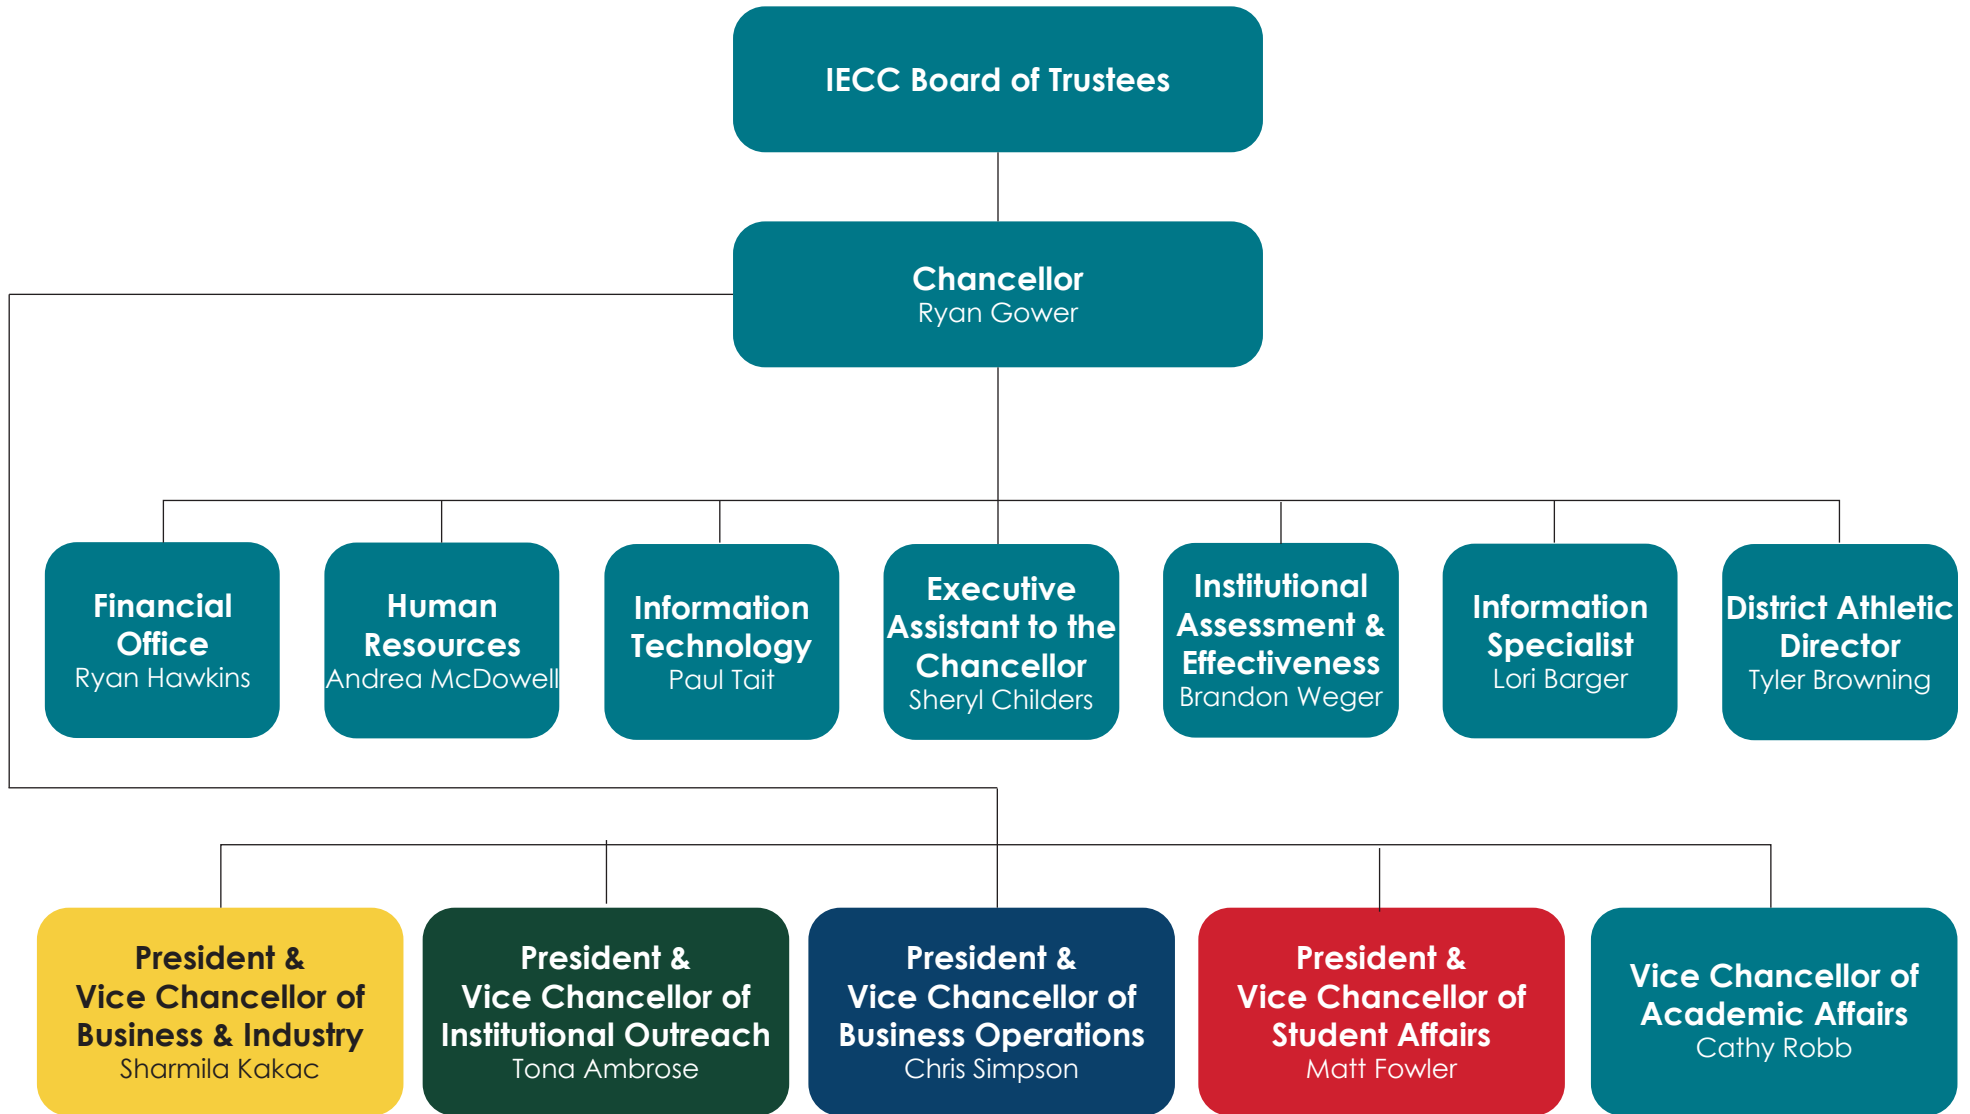 IECC Board of Trustees
Chancellor
Ryan Gower
Financial
Office
Ryan Hawkins
Human
Resources
Andrea McDowell
Information
Technology
Paul Tait
Executive
Assistant to the
Chancellor
Sheryl Childers
Institutional
Assessment &
Effectiveness
Brandon Weger
Information
Specialist
Lori Barger
District Athletic
Director
Tyler Browning
President &
Vice Chancellor of
Business & Industry
Sharmila Kakac
President &
Vice Chancellor of
Institutional Outreach
Tona Ambrose
President &
Vice Chancellor of
Business Operations
Chris Simpson
President &
Vice Chancellor of
Student Affairs
Matt Fowler
Vice Chancellor of
Academic Affairs
Cathy Robb